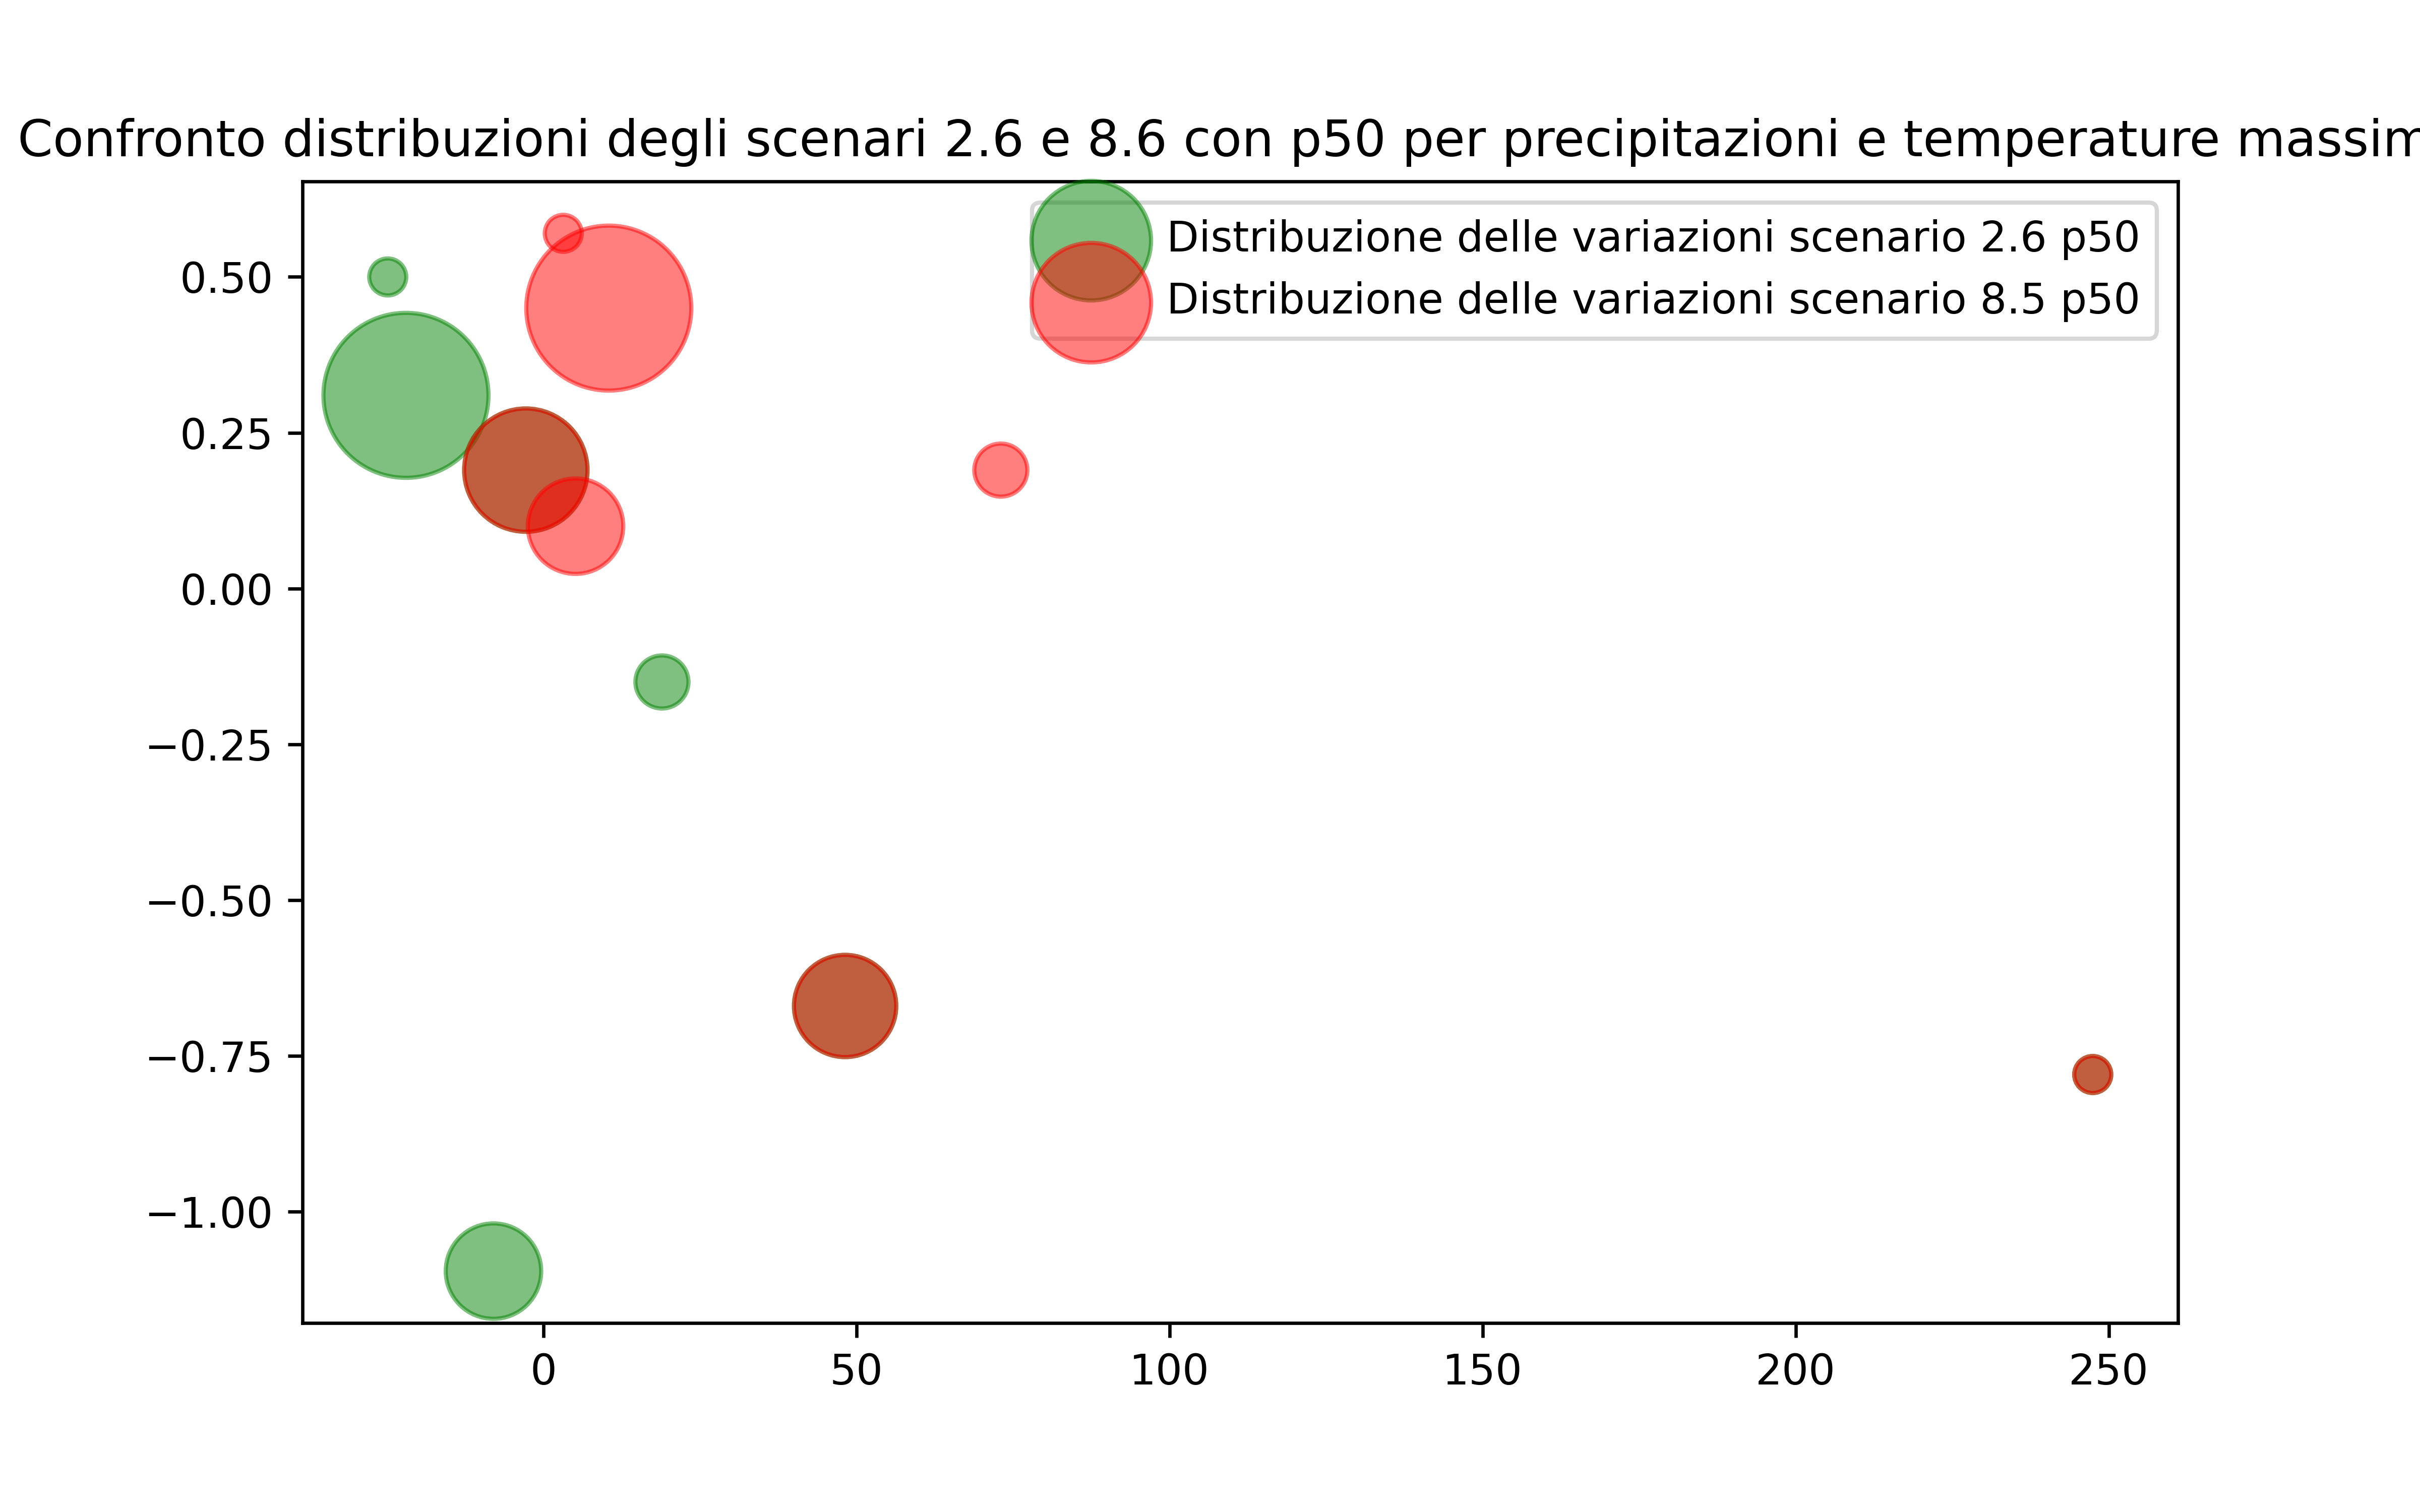 Confronto distribuzioni degli scenari 2.6 e 8.6 con p50 per precipitazioni e temperature
Distribuzione delle variazioni scenario 2.6 p50
Distribuzione delle variazioni scenario 8.5 p50
0.50
0.25
0.00
−0.25
−0.50
−0.75
−1.00
0 50 100 150 200 250